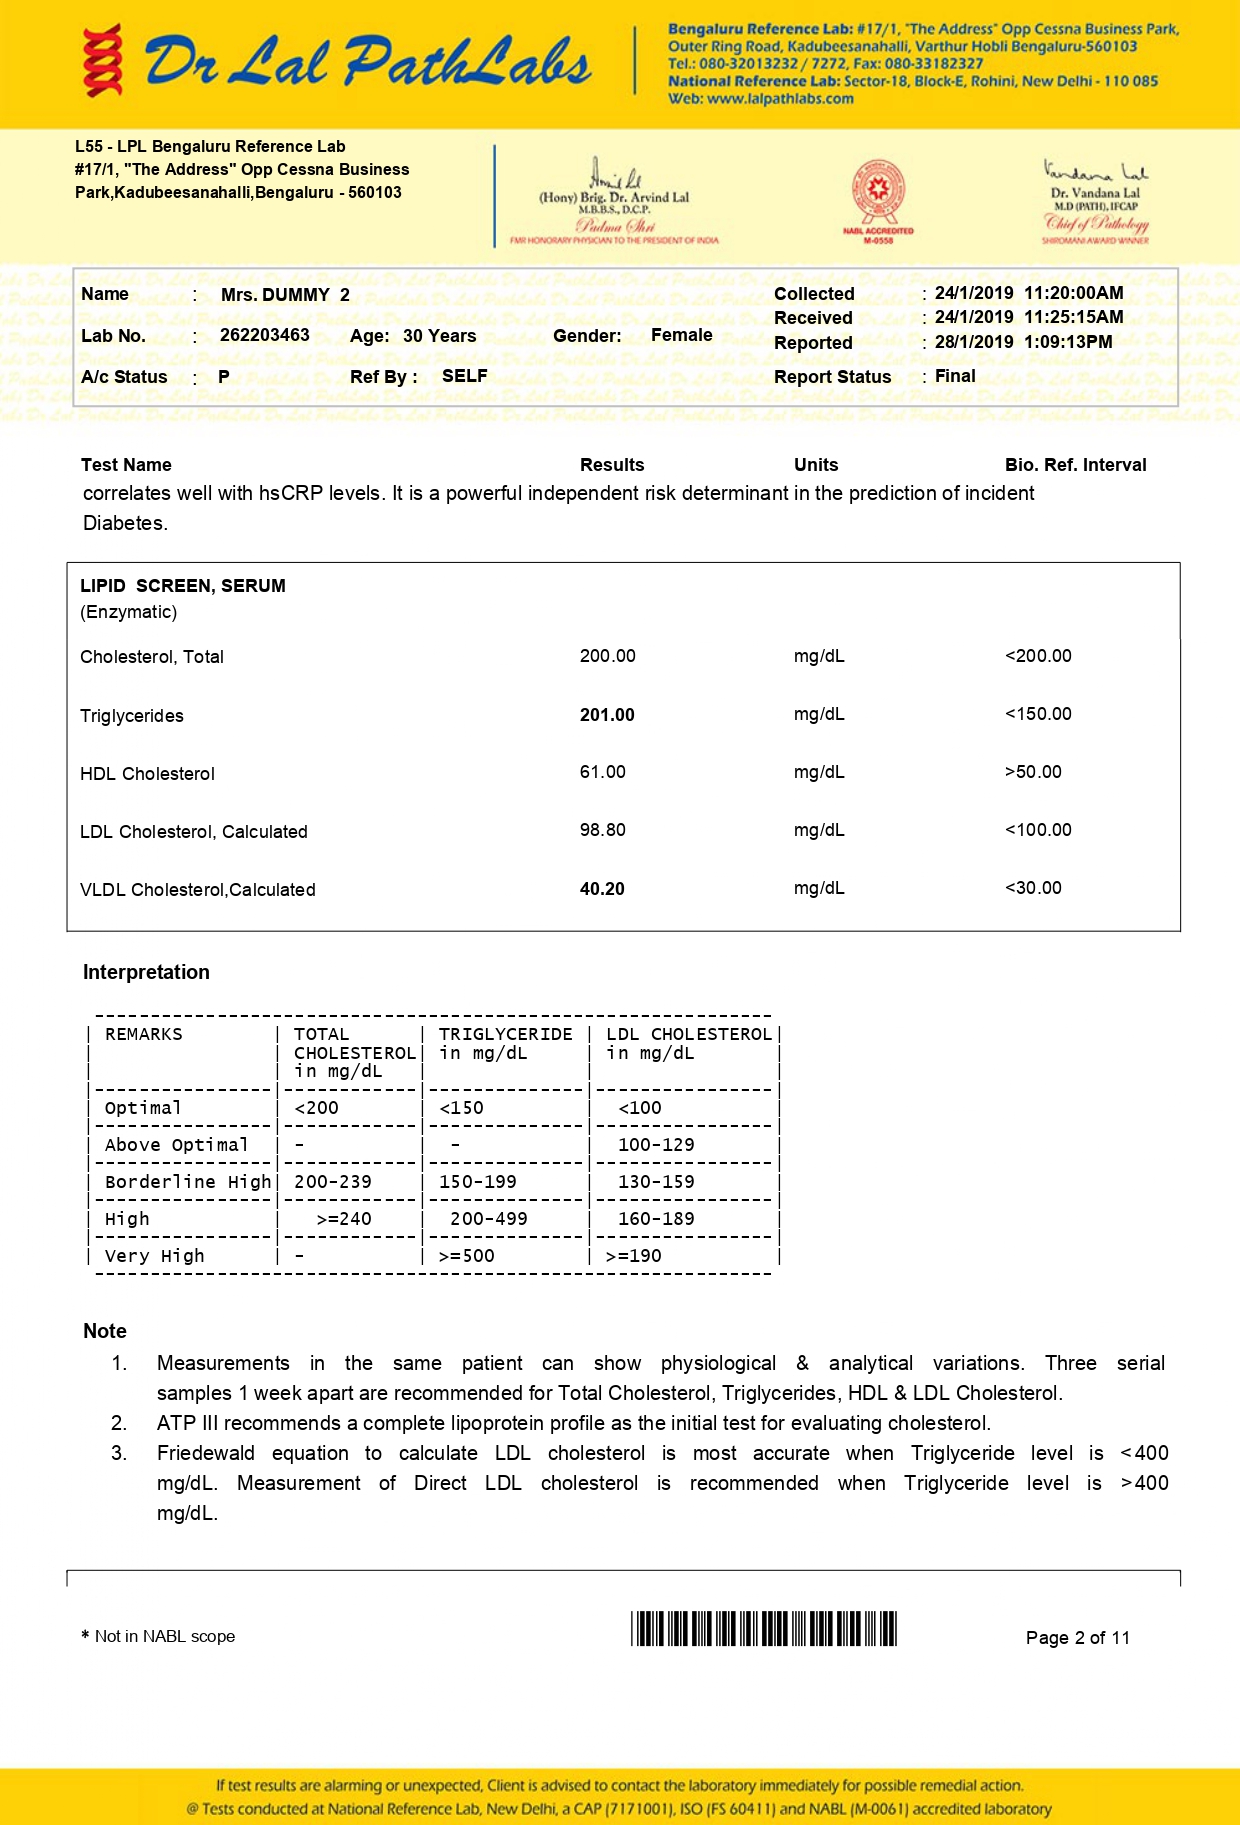 Dr Lal PathLabs
Bengaluru Reference Lab: #17/1, "The Address" Opp Cessna Business Park,
Outer Ring Road, Kadubeesanahalli, Varthur Hobli Bengaluru-560103
Tel.: 080-32013232 / 7272, Fax: 080-33182327
National Reference Lab: Sector-18, Block-E, Rohini, New Delhi - 110 085
Web: www.lalpathlabs.com
L55 - LPL Bengaluru Reference Lab
#17/1, "The Address" Opp Cessna Business
Park,Kadubeesanahalli,Bengaluru - 560103
(Hony) Brig. Dr. Arvind Lal
M.B.B.S., D.C.P.
Padma Shri
FMR HONORARY PHYSICIAN TO THE PRESIDENT OF INDIA
NABL ACCREDITED
M-0558
Vandana Lal
Dr. Vandana Lal
M.D (PATH), IFCAP
Chief of Pathology
SHIROMANI AWARD WINNER
Name : Mrs. DUMMY 2 Collected : 24/1/2019 11:20:00AM
Received : 24/1/2019 11:25:15AM
Lab No. : 262203463 Age: 30 Years Gender: Female Reported : 28/1/2019 1:09:13PM
A/c Status : P Ref By : SELF Report Status : Final
Test Name Results Units Bio. Ref. Interval
correlates well with hsCRP levels. It is a powerful independent risk determinant in the prediction of incident
Diabetes.
LIPID SCREEN, SERUM
(Enzymatic)
Cholesterol, Total 200.00 mg/dL <200.00
Triglycerides 201.00 mg/dL <150.00
HDL Cholesterol 61.00 mg/dL >50.00
LDL Cholesterol, Calculated 98.80 mg/dL <100.00
VLDL Cholesterol,Calculated 40.20 mg/dL <30.00
Interpretation
-------------------------------------------------------------
| REMARKS | TOTAL | TRIGLYCERIDE | LDL CHOLESTEROL|
| | CHOLESTEROL| in mg/dL | in mg/dL |
| | in mg/dL | | |
|----------------|------------|--------------|----------------|
| Optimal | <200 | <150 | <100 |
|----------------|------------|--------------|----------------|
| Above Optimal | - | - | 100-129 |
|----------------|------------|--------------|----------------|
| Borderline High| 200-239 | 150-199 | 130-159 |
|----------------|------------|--------------|----------------|
| High | >=240 | 200-499 | 160-189 |
|----------------|------------|--------------|----------------|
| Very High | - | >=500 | >=190 |
-------------------------------------------------------------
Note
1. Measurements in the same patient can show physiological & analytical variations. Three serial
samples 1 week apart are recommended for Total Cholesterol, Triglycerides, HDL & LDL Cholesterol.
2. ATP III recommends a complete lipoprotein profile as the initial test for evaluating cholesterol.
3. Friedewald equation to calculate LDL cholesterol is most accurate when Triglyceride level is <400
mg/dL. Measurement of Direct LDL cholesterol is recommended when Triglyceride level is >400
mg/dL.
* Not in NABL scope
Page 2 of 11
If test results are alarming or unexpected, Client is advised to contact the laboratory immediately for possible remedial action.
@ Tests conducted at National Reference Lab, New Delhi, a CAP (7171001), ISO (FS 60411) and NABL (M-0061) accredited laboratory